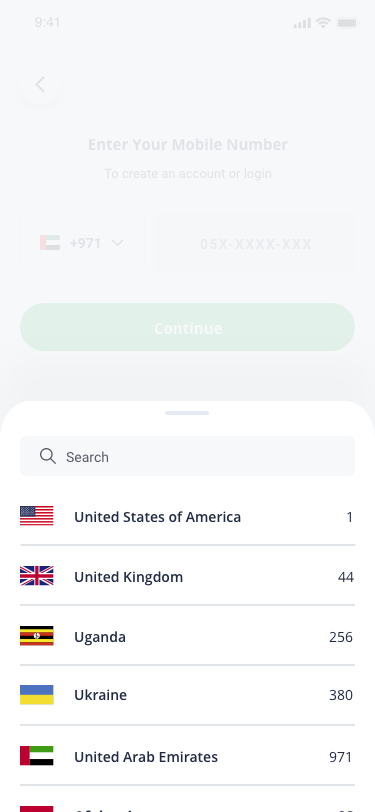 9:41
Enter Your Mobile Number
To create an account or login
+971
05X-XXXX-XXX
Continue
Search
United States of America 1
United Kingdom 44
Uganda 256
Ukraine 380
United Arab Emirates 971